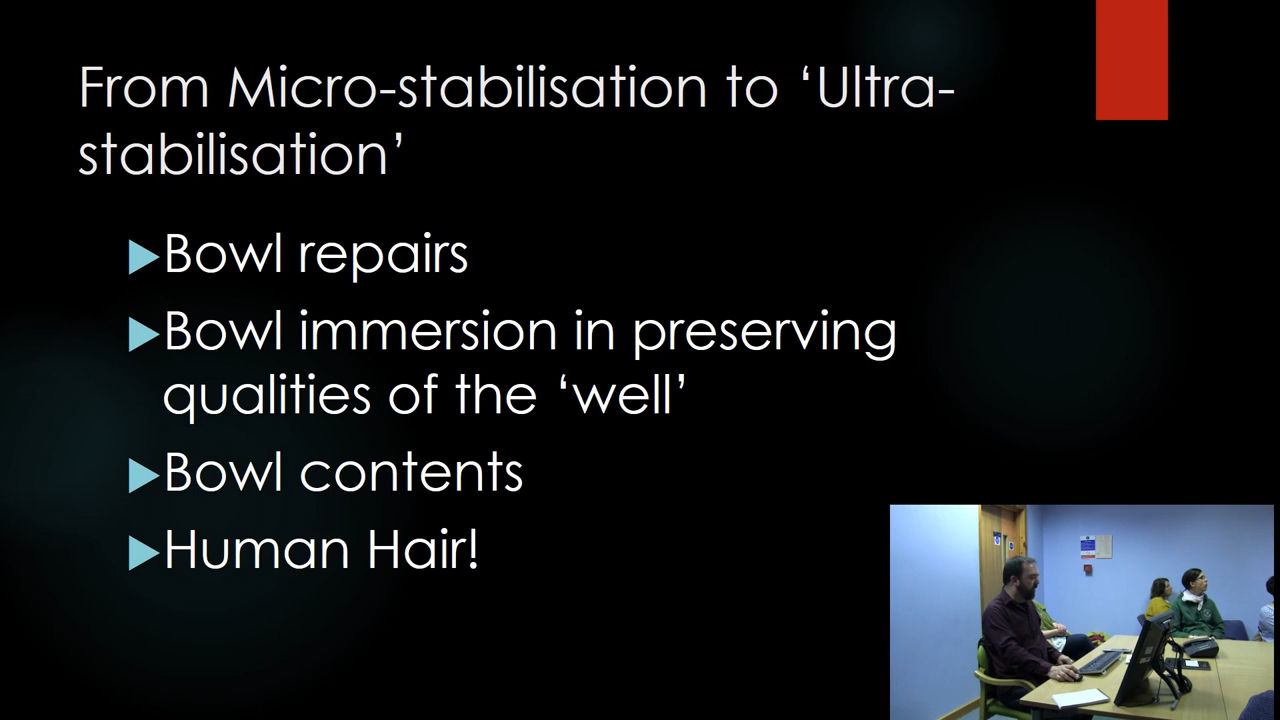 From Micro-stabilisation to ‘Ultra-
stabilisation’
Bowl repairs
Bowl immersion in preserving
qualities of the ‘well’
Bowl contents
Human Hair!